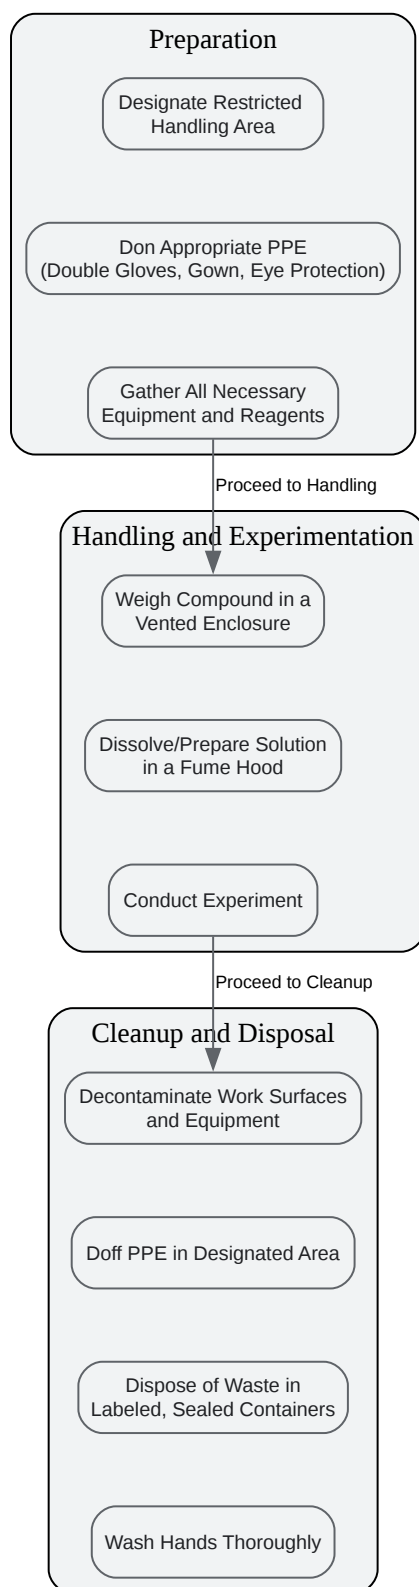 Preparation
Designate Restricted
Handling Area
Don Appropriate PPE
(Double Gloves, Gown, Eye Protection)
Gather All Necessary
Equipment and Reagents
Proceed to Handling
Handling and Experimentation
Weigh Compound in a
Vented Enclosure
Dissolve/Prepare Solution
in a Fume Hood
Conduct Experiment
Proceed to Cleanup
Cleanup and Disposal
Decontaminate Work Surfaces
and Equipment
Doff PPE in Designated Area
Dispose of Waste in
Labeled, Sealed Containers
Wash Hands Thoroughly